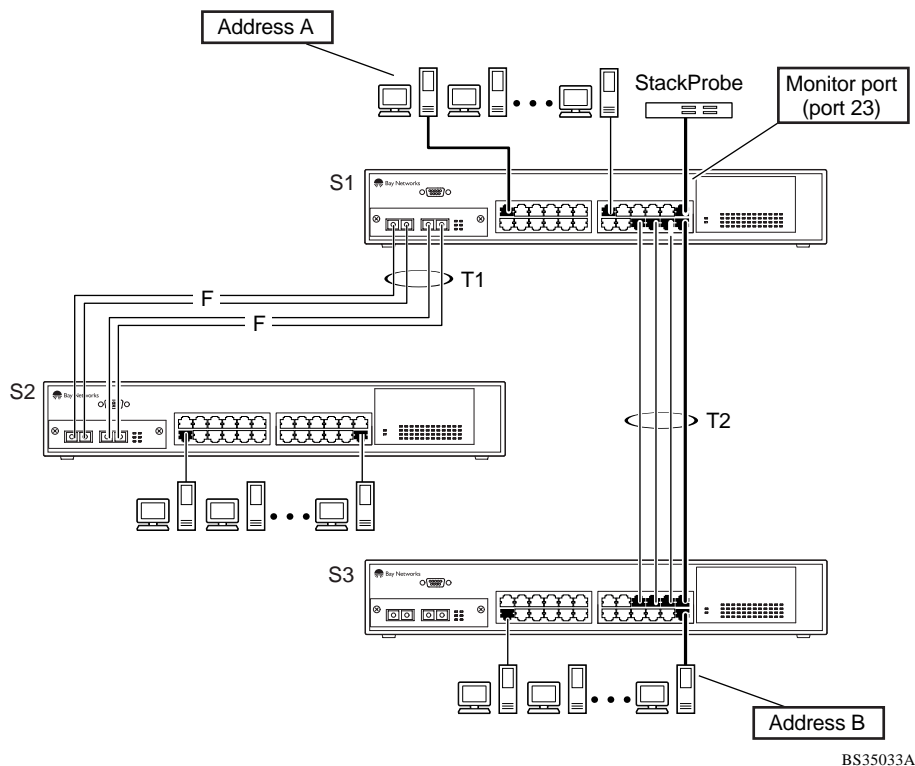 Address A
StackProbe
Monitor port
(port 23)
S1
Bay Networks
T1
F
F
S2
Bay Networks
T2
S3
Bay Networks
Address B
BS35033A